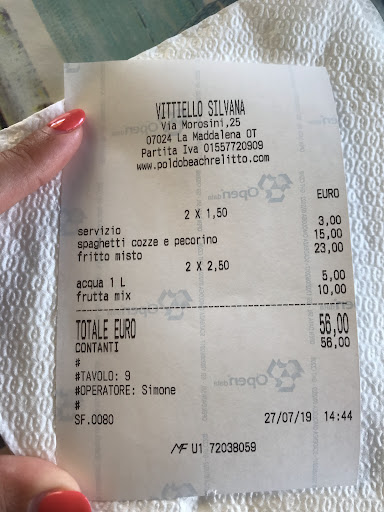 VITTIELLO SILVANA
Via Morosini,25
07024 La Maddalena OT
Partita Iva 01557720909
www.poldobeachrelitto.com
EURO
2 X 1,50
servizio 3,00
spaghetti cozze e pecorino 15,00
fritto misto 23,00
2 X 2,50
acqua 1 L 5,00
frutta mix 10,00
TOTALE EURO 56,00
CONTANTI 56,00
#
#TAVOLO: 9
#OPERATORE: Simone
#
SF.0080 27/07/19 14:44
MF U1 72038059